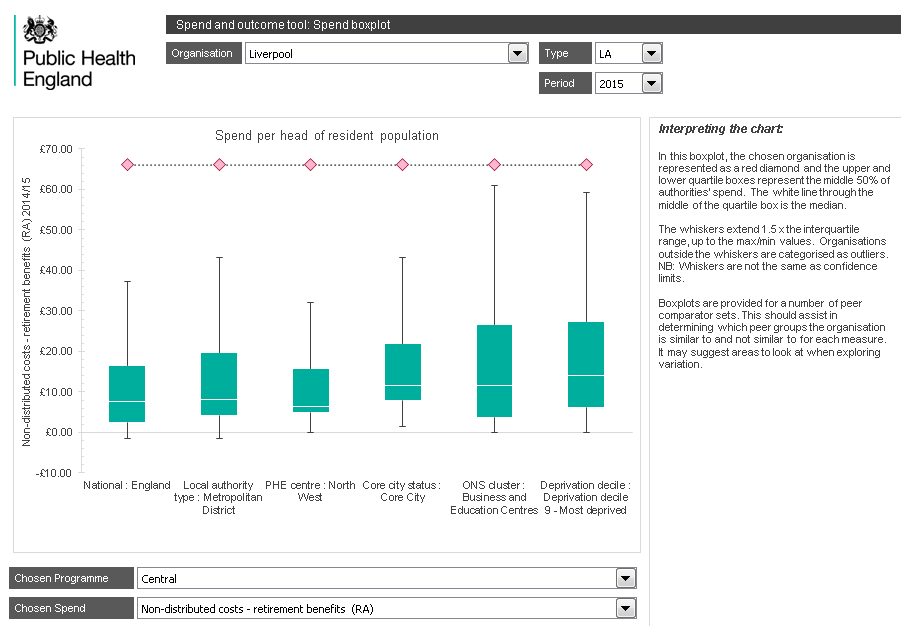 Spend and outcome tool: Spend boxplot
Public Health
England
Organisation
Liverpool
Type
LA
Period
2015
Spend per head of resident population
Non-distributed costs - retirement benefits (RA) 2014/15
£70.00
£60.00
£50.00
£40.00
£30.00
£20.00
£10.00
£0.00
-£10.00
National : England
Local authority
type : Metropolitan
District
PHE centre : North
West
Core city status :
Core City
ONS cluster :
Business and
Education Centres
Deprivation decile :
Deprivation decile
9 - Most deprived
Interpreting the chart:
In this boxplot, the chosen organisation is
represented as a red diamond and the upper and
lower quartile boxes represent the middle 50% of
authorities' spend. The white line through the
middle of the quartile box is the median.
The whiskers extend 1.5 x the interquartile
range, up to the max/min values. Organisations
outside the whiskers are categorised as outliers.
NB: Whiskers are not the same as confidence
limits.
Boxplots are provided for a number of peer
comparator sets. This should assist in
determining which peer groups the organisation
is similar to and not similar to for each measure.
It may suggest areas to look at when exploring
variation.
Chosen Programme
Central
Chosen Spend
Non-distributed costs - retirement benefits (RA)